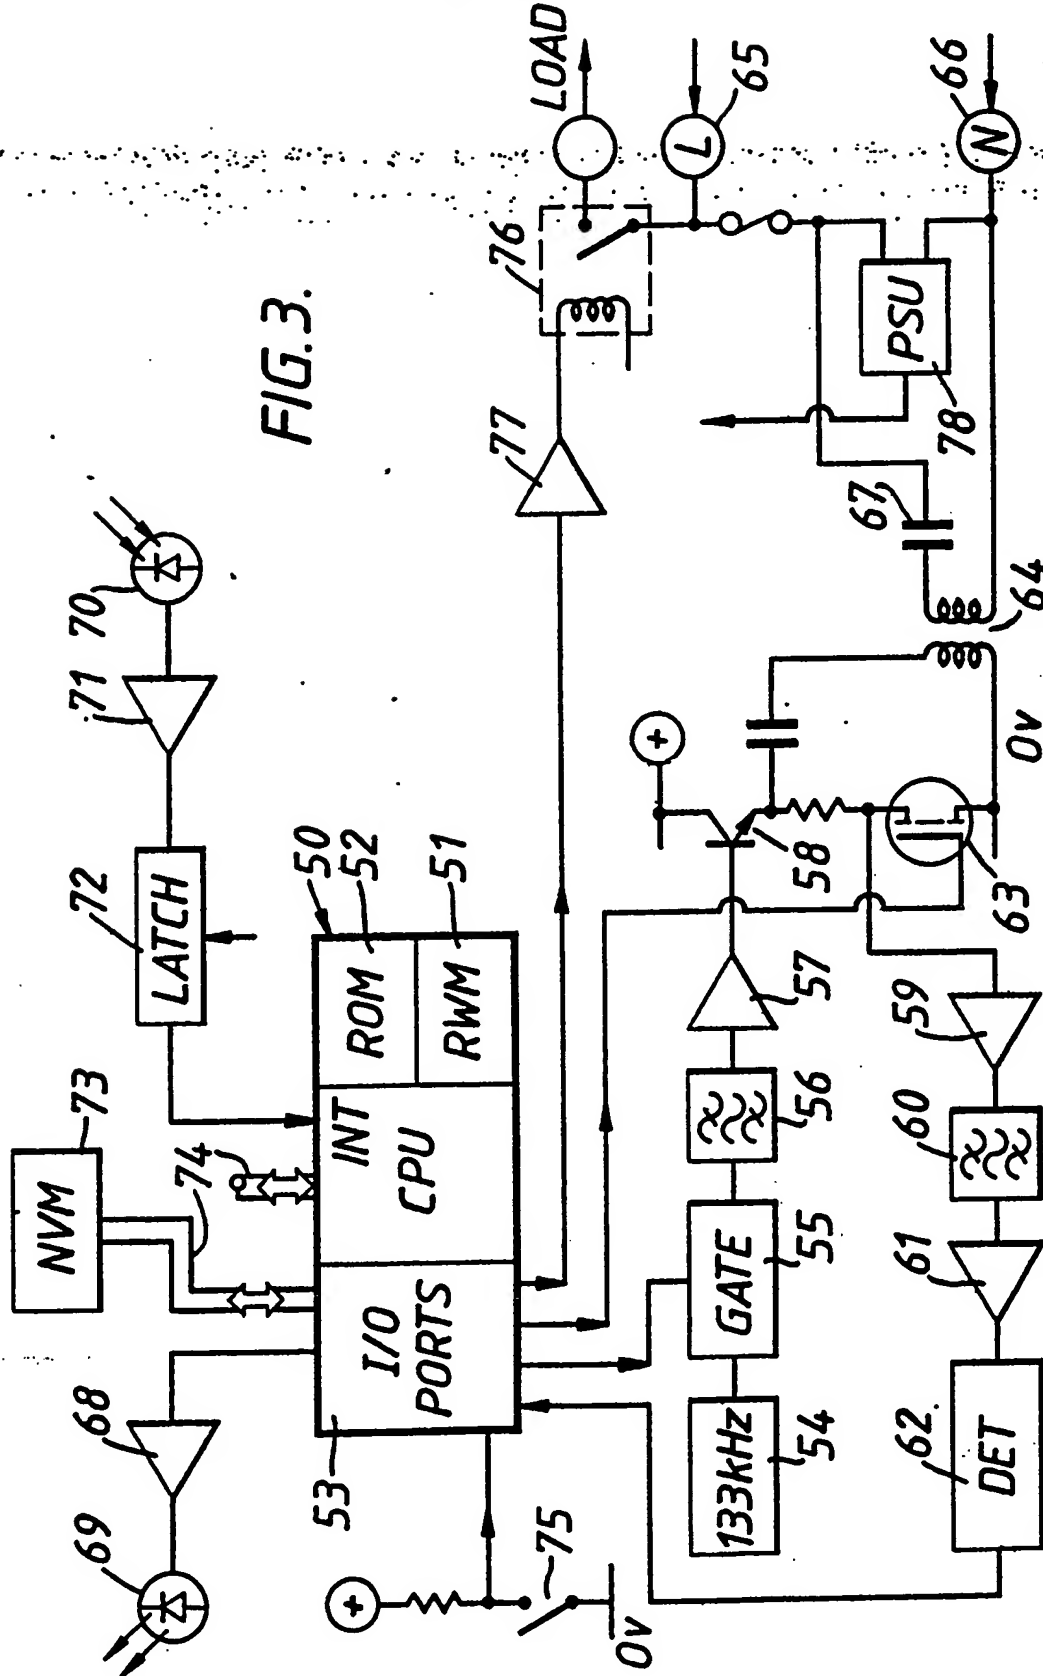 FIG.3.
69
68
NVM
73
74
72
LATCH
71
70
53
I/O
PORTS
INT
CPU
50
ROM
52
RWM
51
77
76
LOAD
L
65
N
66
PSU
78
67
64
+
75
0v
133kHz
54
GATE
55
56
57
+
58
63
0v
62
DET
61
60
59